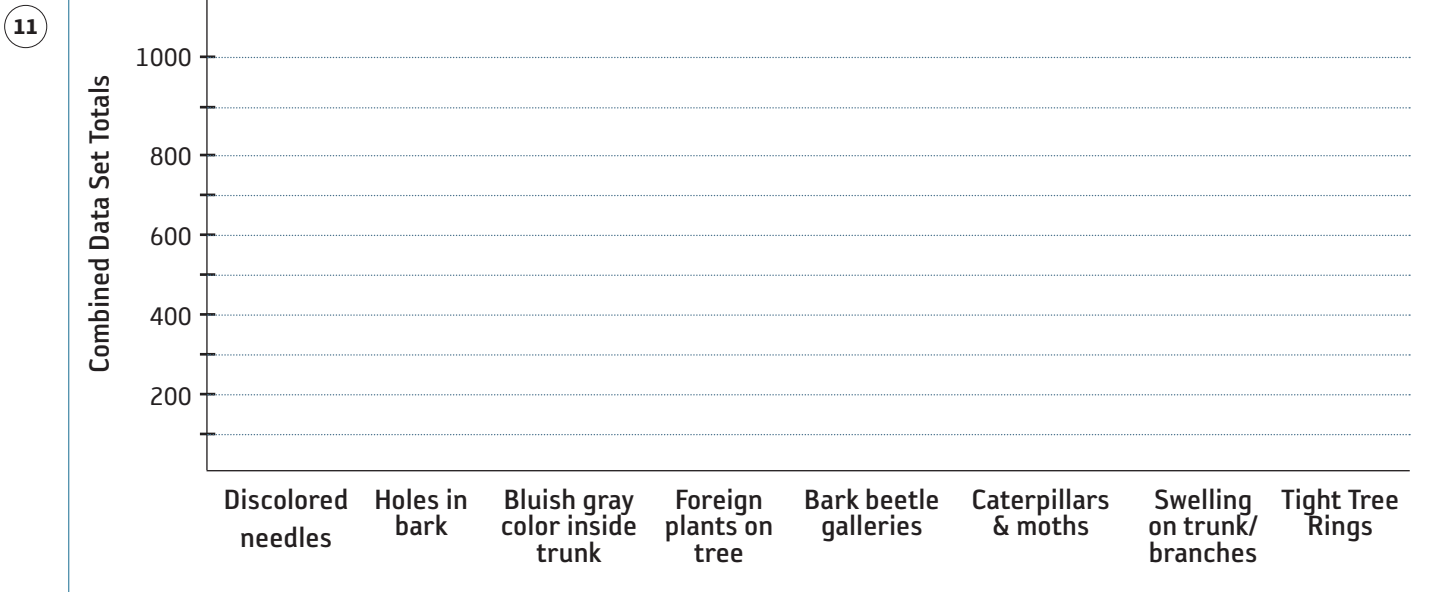 11
Combined Data Set Totals
1000
800
600
400
200
Discolored
needles
Holes in
bark
Bluish gray
color inside
trunk
Foreign
plants on
tree
Bark beetle
galleries
Caterpillars
& moths
Swelling
on trunk/
branches
Tight Tree
Rings